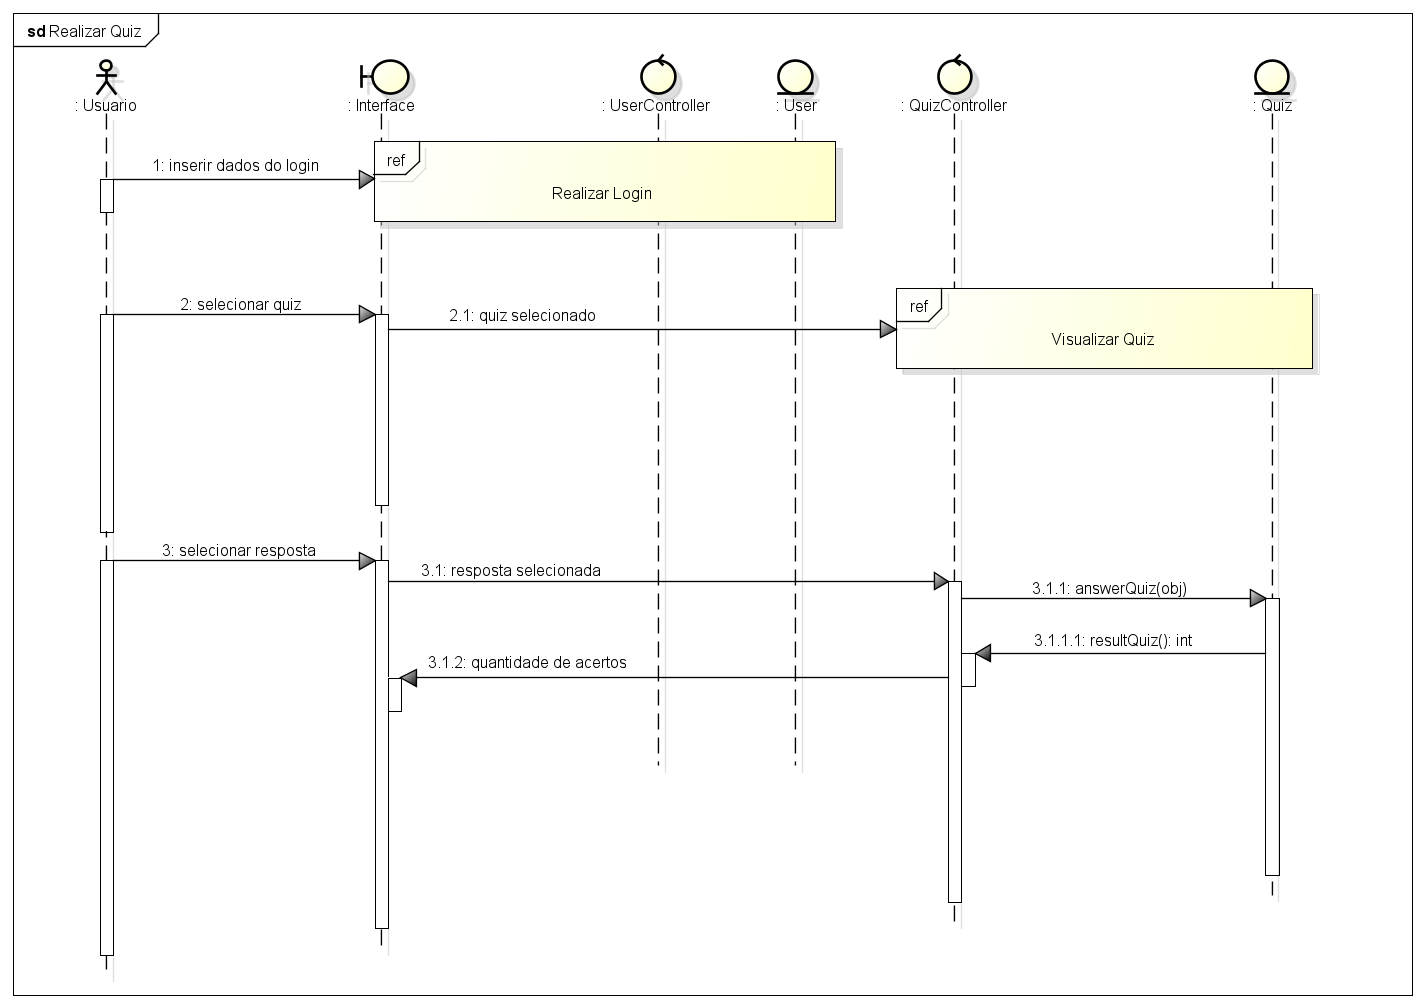 sd Realizar Quiz
: Usuario
: Interface
: UserController
: User
: QuizController
: Quiz
1: inserir dados do login
ref
Realizar Login
2: selecionar quiz
2.1: quiz selecionado
ref
Visualizar Quiz
3: selecionar resposta
3.1: resposta selecionada
3.1.1: answerQuiz(obj)
3.1.1.1: resultQuiz(): int
3.1.2: quantidade de acertos